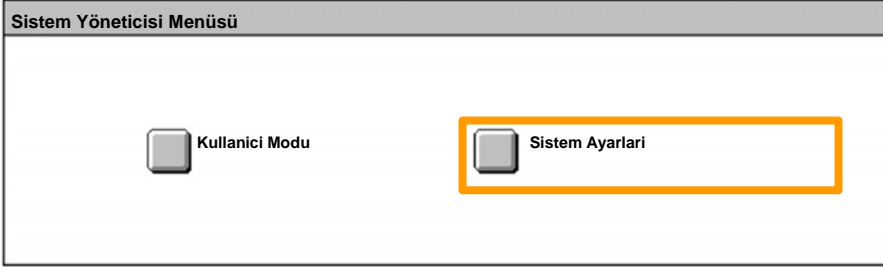 Sistem Yöneticisi Menüsü
Kullanici Modu
Sistem Ayarlari